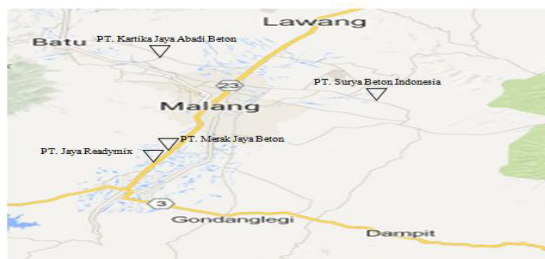 Lawang
Batu
PT. Kartika Jaya Abadi Beton
PT. Surya Beton Indonesia
23
Malang
PT. Merak Jaya Beton
PT. Jaya Readymix
3
Gondanglegi
Dampit